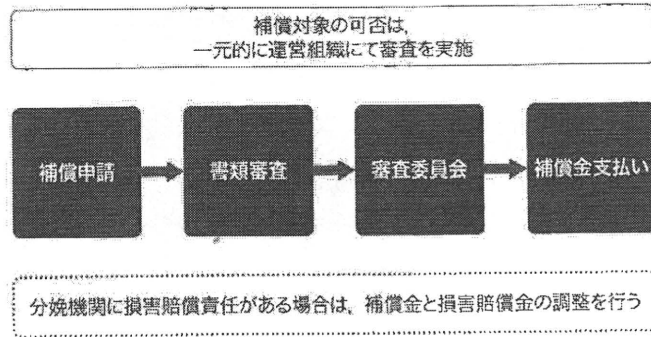 補償対象の可否は,
一元的に運営組織にて審査を実施
補償申請
書類審査
審査委員会
補償金支払い
分娩機関に損害賠償責任がある場合は，補償金と損害賠償金の調整を行う